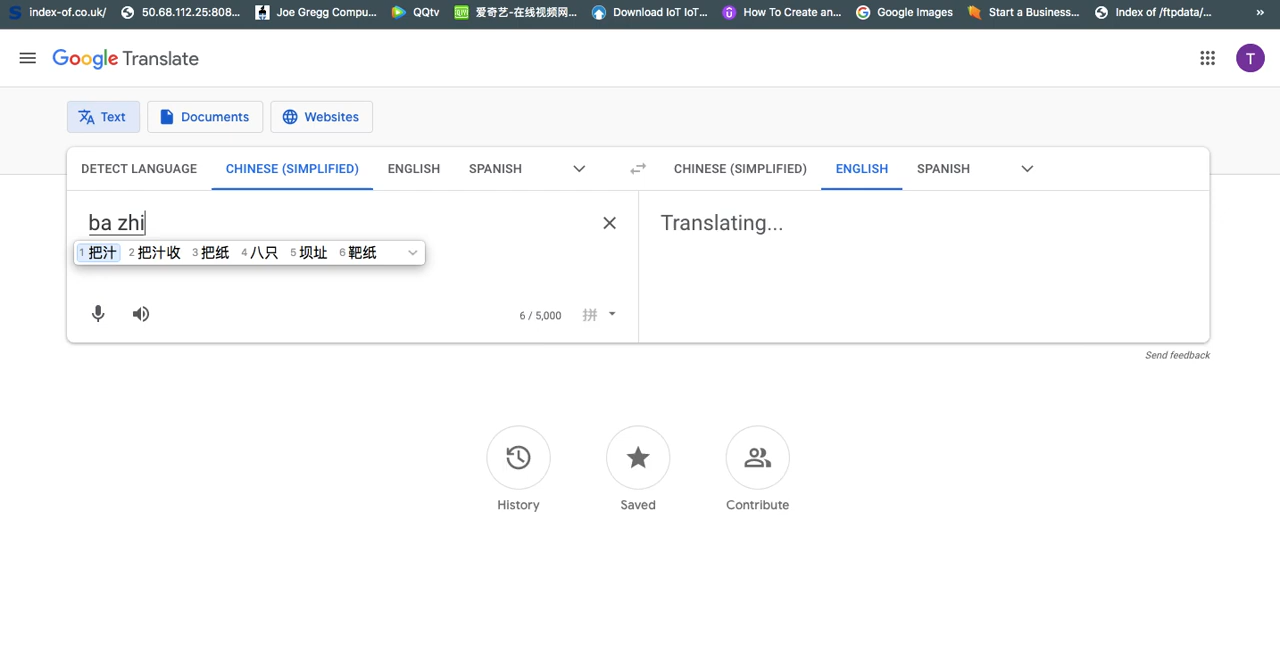 index-of.co.uk/ 50.68.112.25:808... Joe Gregg Compu... QQtv 爱奇艺-在线视频网... Download IoT IoT... How To Create an... Google Images Start a Business... Index of /ftpdata/... »
Google Translate T
Text Documents Websites
DETECT LANGUAGE CHINESE (SIMPLIFIED) ENGLISH SPANISH CHINESE (SIMPLIFIED) ENGLISH SPANISH
ba zhi Translating...
1 把汁 2 把汁收 3 把纸 4 八只 5 坝址 6 靶纸
6 / 5,000 拼
Send feedback
History Saved Contribute